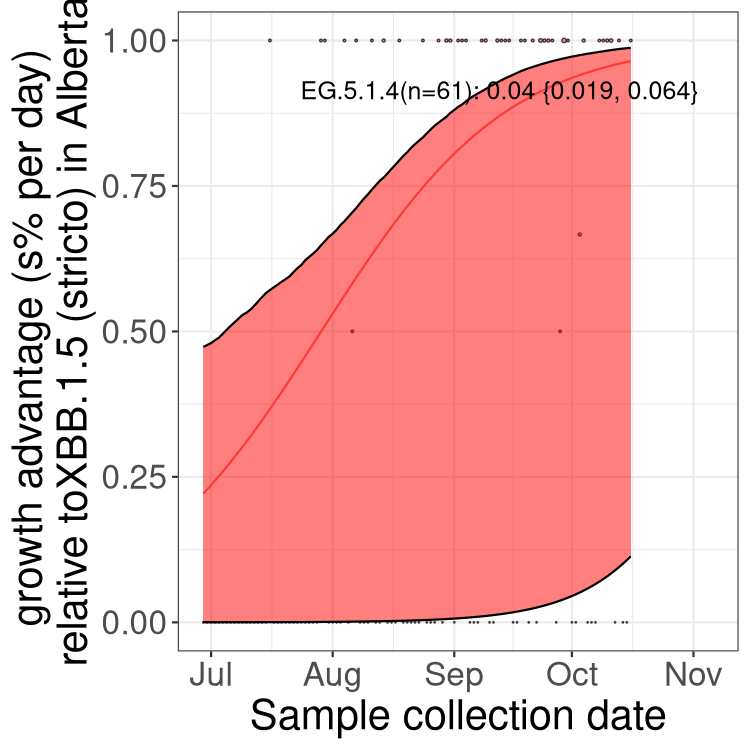 growth advantage (s% per day)
relative toXBB.1.5 (stricto) in Alberta
1.00
0.75
0.50
0.25
0.00
EG.5.1.4(n=61): 0.04 {0.019, 0.064}
Jul Aug Sep Oct Nov
Sample collection date